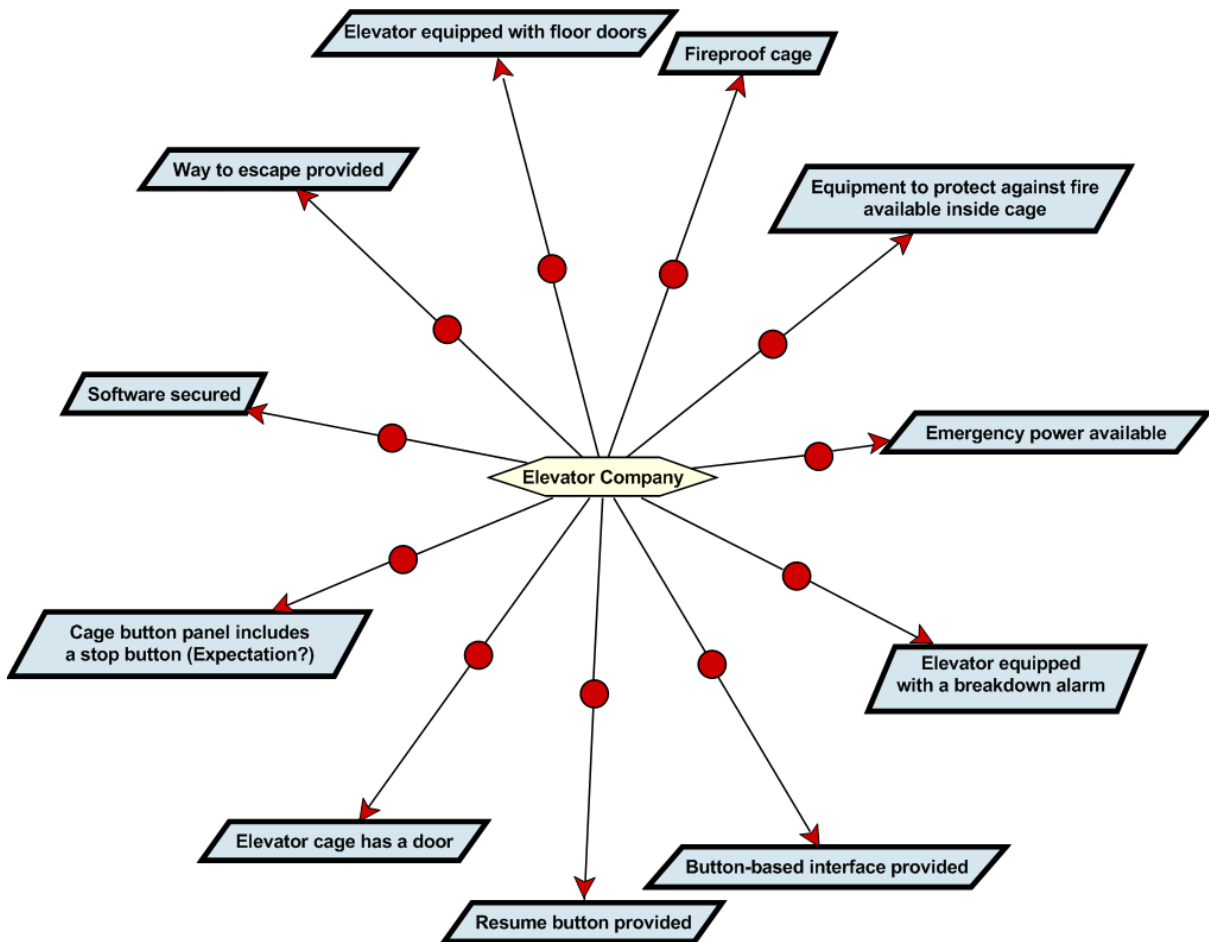 Elevator equipped with floor doors
Fireproof cage
Way to escape provided
Equipment to protect against fire
available inside cage
Software secured
Emergency power available
Elevator Company
Cage button panel includes
a stop button (Expectation?)
Elevator equipped
with a breakdown alarm
Elevator cage has a door
Button-based interface provided
Resume button provided